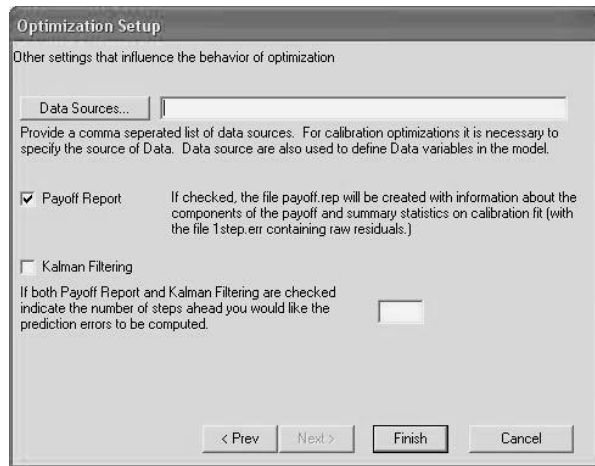 Optimization Setup
Other settings that influence the behavior of optimization
Data Sources...
Provide a comma seperated list of data sources. For calibration optimizations it is necessary to
specify the source of Data. Data source are also used to define Data variables in the model.
Payoff Report
If checked, the file payoff.rep will be created with information about the
components of the payoff and summary statistics on calibration fit (with
the file 1step.err containing raw residuals.)
Kalman Filtering
If both Payoff Report and Kalman Filtering are checked
indicate the number of steps ahead you would like the
prediction errors to be computed.
< Prev
Next >
Finish
Cancel